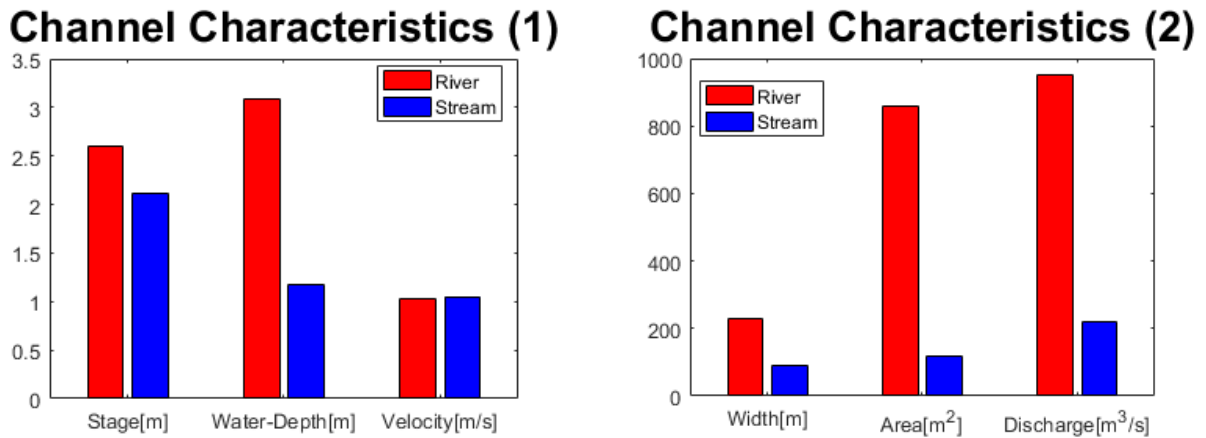 Channel Characteristics (1)
3.5
3
2.5
2
1.5
1
0.5
0
River
Stream
Stage[m]
Water-Depth[m]
Velocity[m/s]
Channel Characteristics (2)
1000
800
600
400
200
0
River
Stream
Width[m]
Area[m²]
Discharge[m³/s]